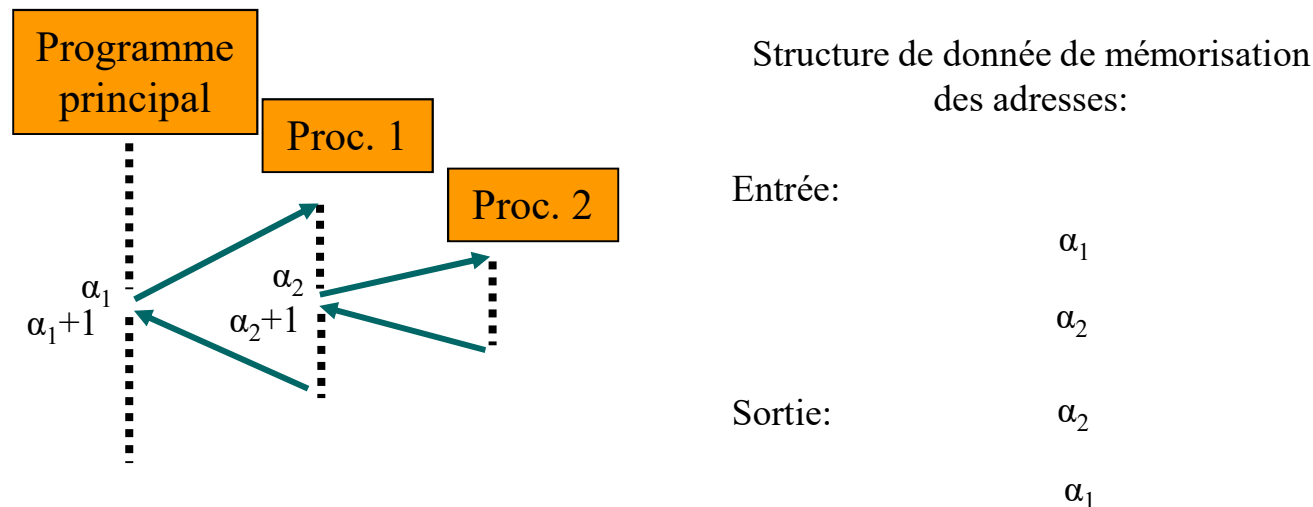 Programme
principal
Proc. 1
Proc. 2
α₁
α₁+1
α₂
α₂+1
Structure de donnée de mémorisation
des adresses:
Entrée:
α₁
α₂
Sortie: α₂
α₁